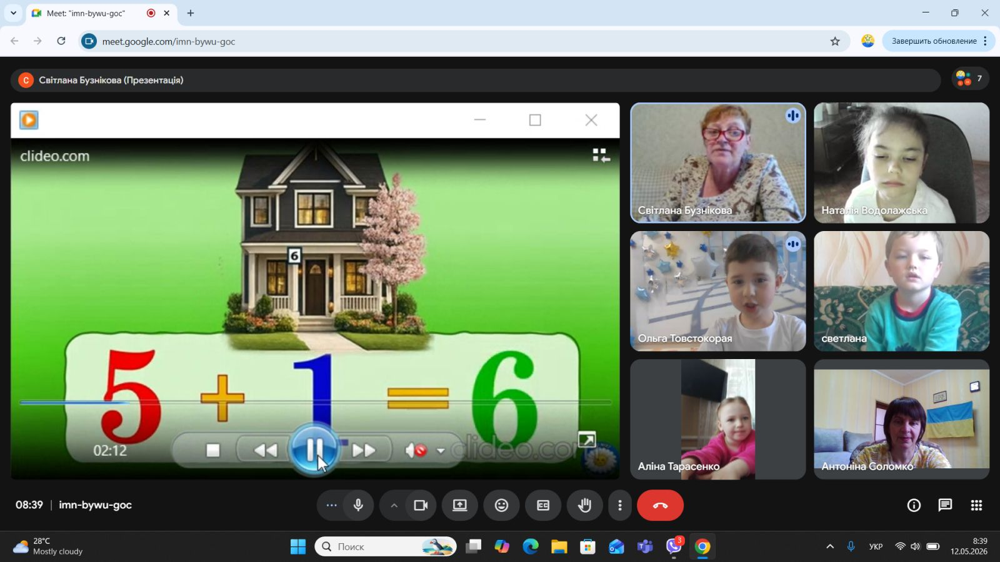 Meet: "imn-bywu-goc"
meet.google.com/imn-bywu-goc
Завершить обновление
С Світлана Бузнікова (Презентація)
7
clideo.com
6
5 + 1 = 6
02:12
clideo.com
Світлана Бузнікова
Наталія Водолажська
Ольга Товстокорая
светлана
Аліна Тарасенко
Антоніна Соломко
08:39 | imn-bywu-goc
28°C
Mostly cloudy
Поиск
3
УКР
8:39
12.05.2026